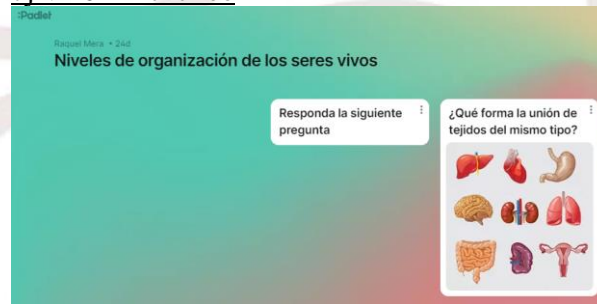 :Padlet
Raquel Mera • 24d
Niveles de organización de los seres vivos
Responda la siguiente
pregunta
¿Qué forma la unión de
tejidos del mismo tipo?